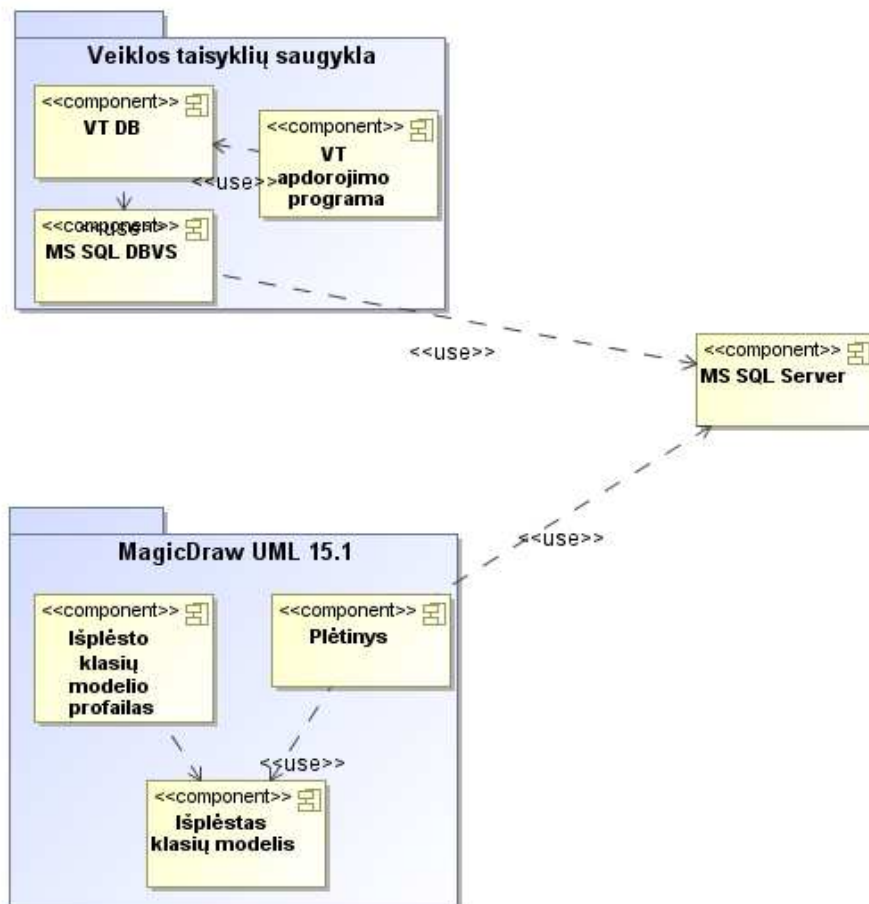 Veiklos taisyklių saugykla
<<component>>
VT DB
<<component>>
VT
apdorojimo
programa
<<use>>
<<component>>
<<use>>
MS SQL DBVS
<<use>>
<<component>>
MS SQL Server
<<use>>
MagicDraw UML 15.1
<<component>>
Išplėsto
klasių
modelio
profailas
<<component>>
Plėtinys
<<use>>
<<component>>
Išplėstas
klasių modelis